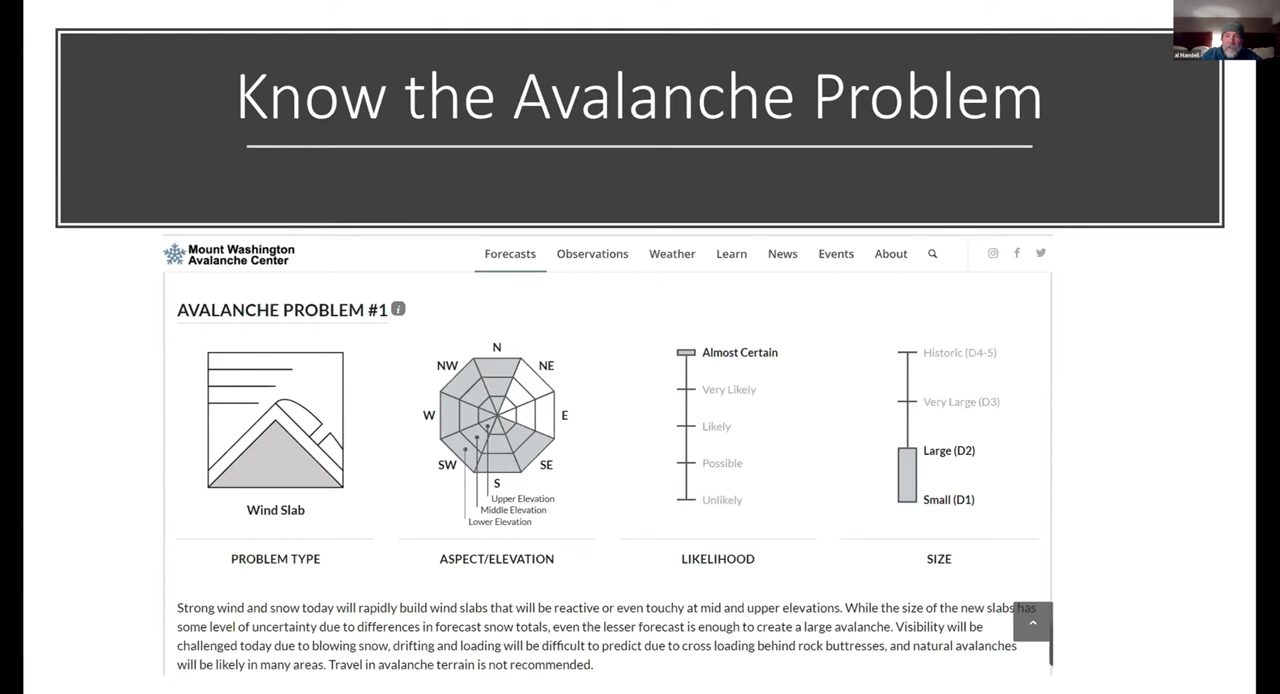 Know the Avalanche Problem
al Nandell
Mount Washington
Avalanche Center
Forecasts Observations Weather Learn News Events About
AVALANCHE PROBLEM #1 i
Wind Slab
PROBLEM TYPE
N
NW NE
W E
SW SE
S
Upper Elevation
Middle Elevation
Lower Elevation
ASPECT/ELEVATION
Almost Certain
Very Likely
Likely
Possible
Unlikely
LIKELIHOOD
Historic (D4-5)
Very Large (D3)
Large (D2)
Small (D1)
SIZE
Strong wind and snow today will rapidly build wind slabs that will be reactive or even touchy at mid and upper elevations. While the size of the new slabs has
some level of uncertainty due to differences in forecast snow totals, even the lesser forecast is enough to create a large avalanche. Visibility will be
challenged today due to blowing snow, drifting and loading will be difficult to predict due to cross loading behind rock buttresses, and natural avalanches
will be likely in many areas. Travel in avalanche terrain is not recommended.